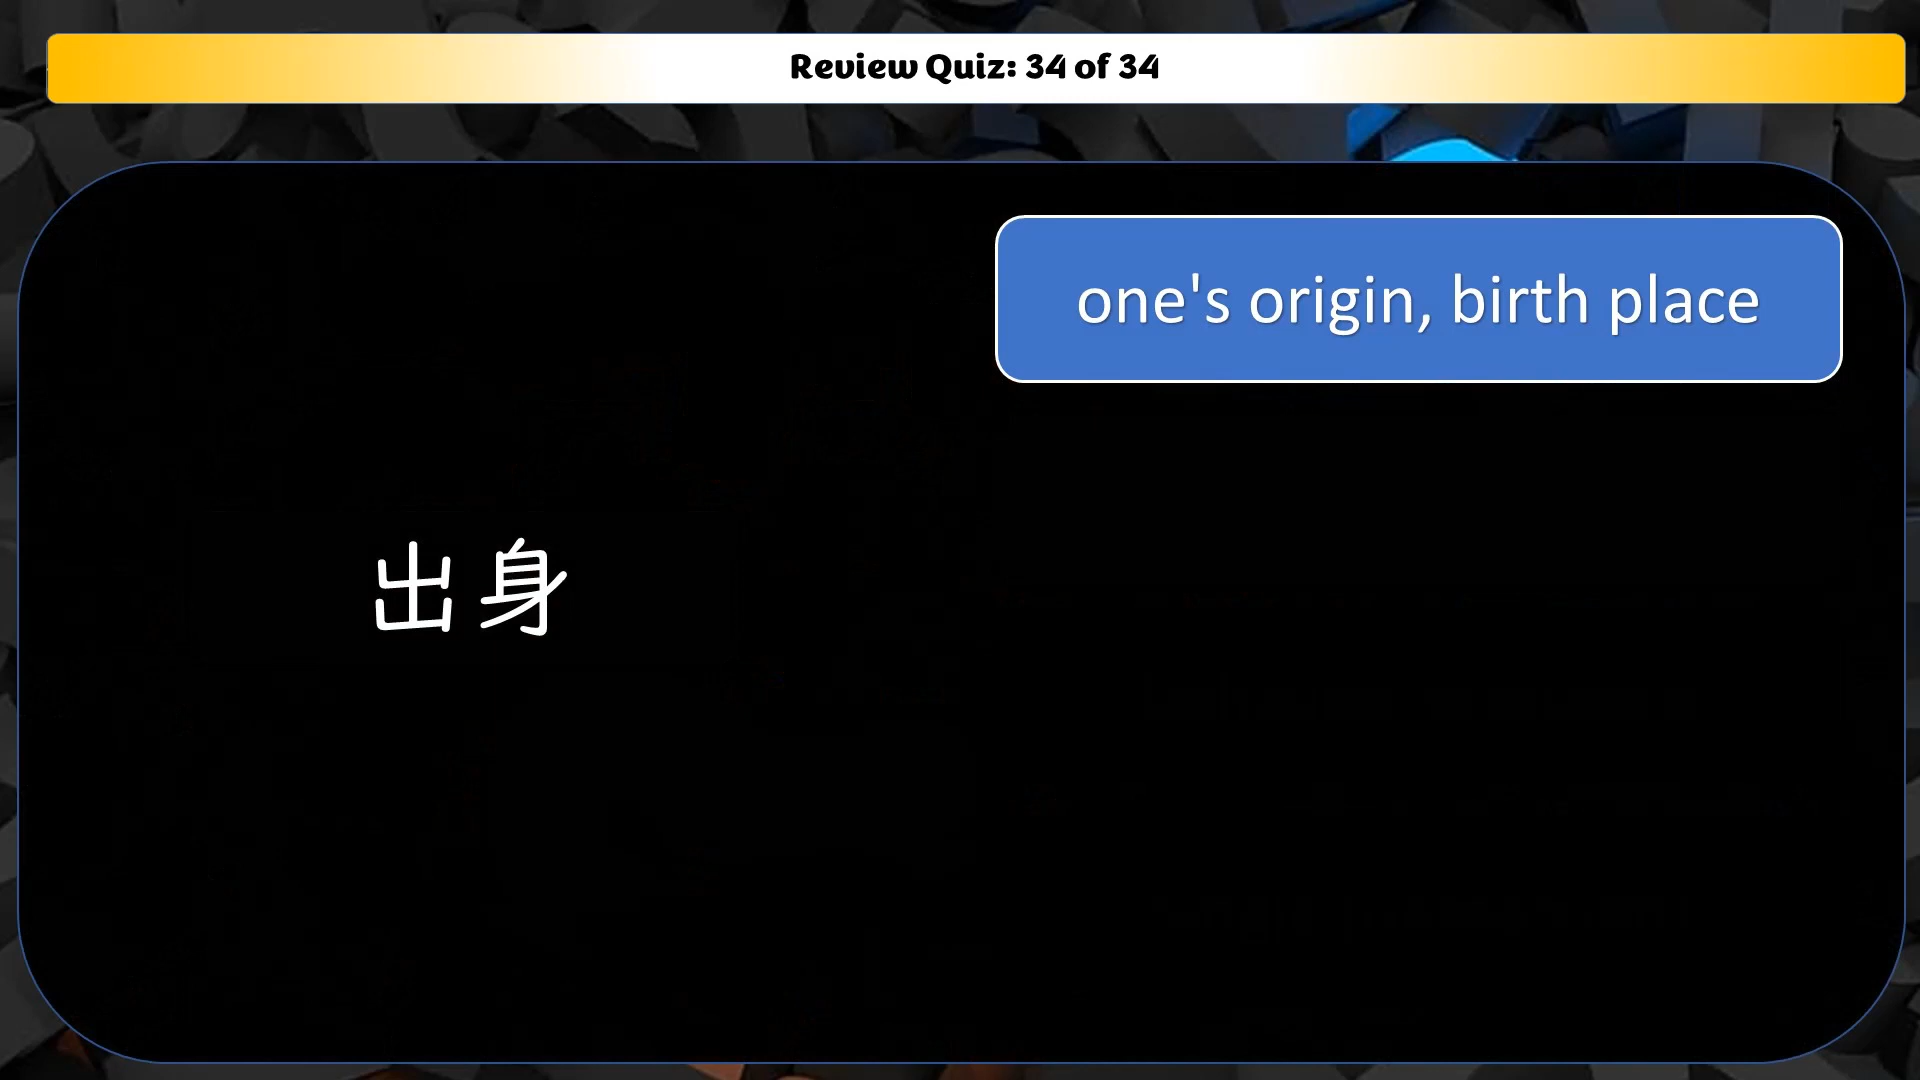 Review Quiz: 34 of 34
one's origin, birth place
出身